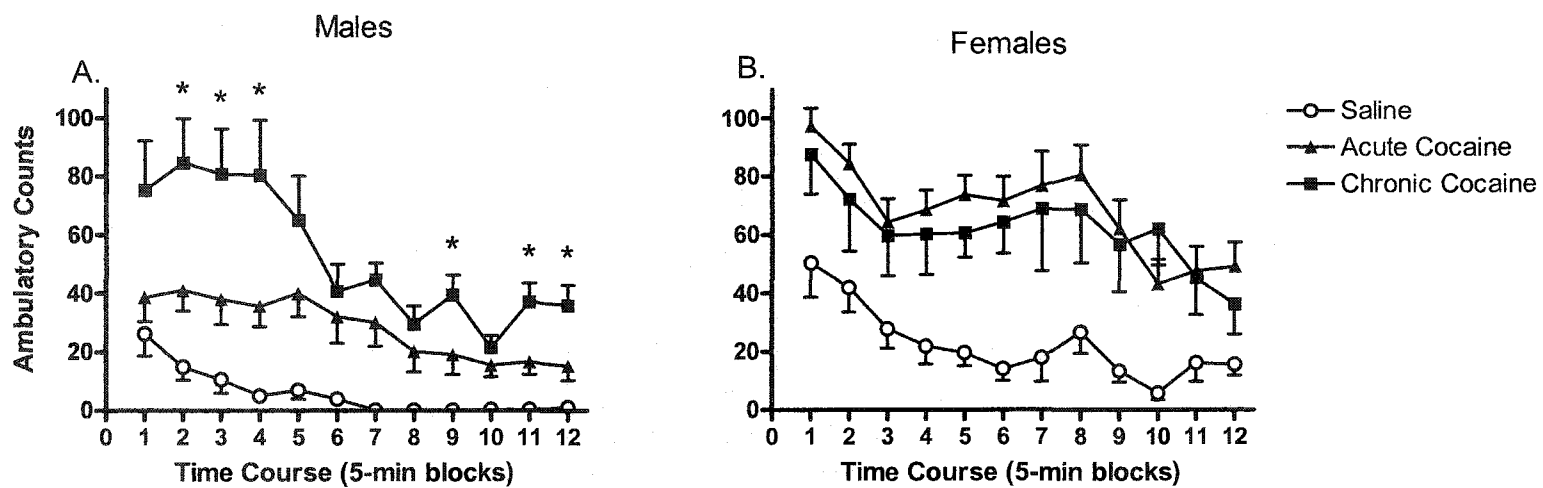 Males
Females
A.
B.
* * * * * *
Ambulatory Counts
100
80
60
40
20
0
0 1 2 3 4 5 6 7 8 9 10 11 12
Time Course (5-min blocks)
100
80
60
40
20
0
0 1 2 3 4 5 6 7 8 9 10 11 12
Time Course (5-min blocks)
Saline
Acute Cocaine
Chronic Cocaine